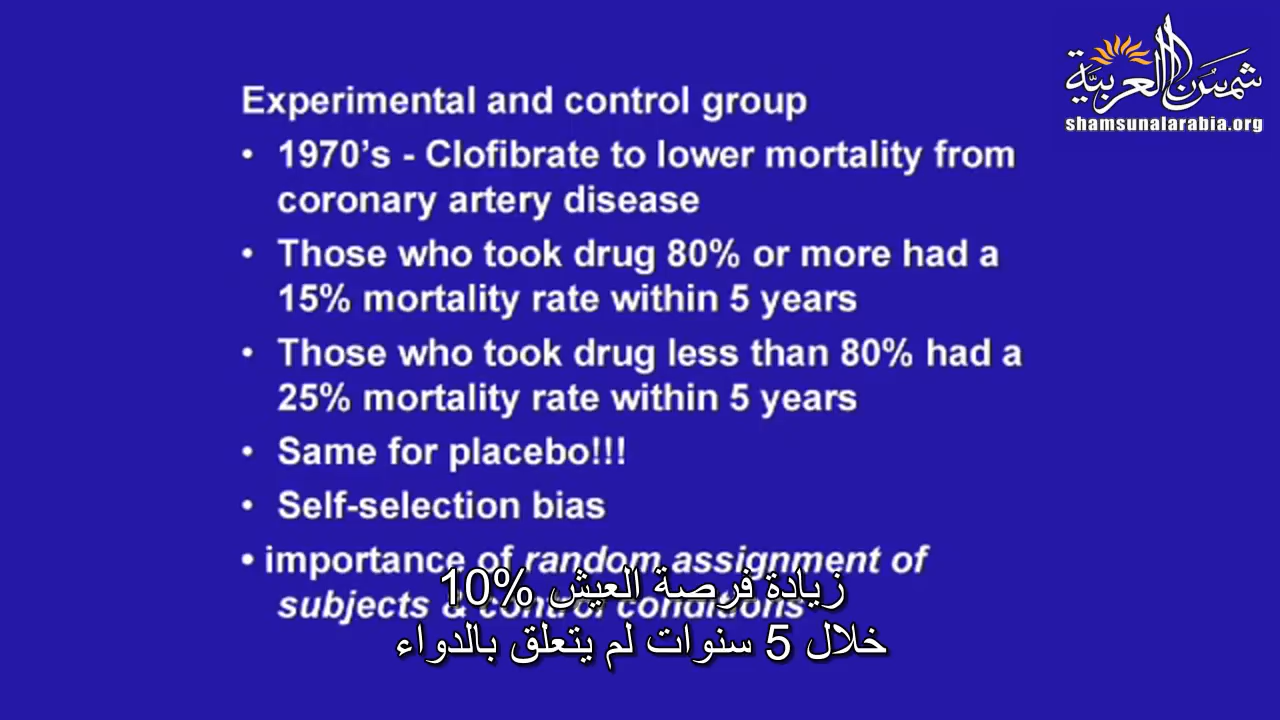 شمسُ العربيّة
shamsunalarabia.org
Experimental and control group
• 1970's - Clofibrate to lower mortality from
coronary artery disease
• Those who took drug 80% or more had a
15% mortality rate within 5 years
• Those who took drug less than 80% had a
25% mortality rate within 5 years
• Same for placebo!!!
• Self-selection bias
• importance of random assignment of
subjects & control conditions
زيادة فرصة العيش %10
خلال 5 سنوات لم يتعلق بالدواء